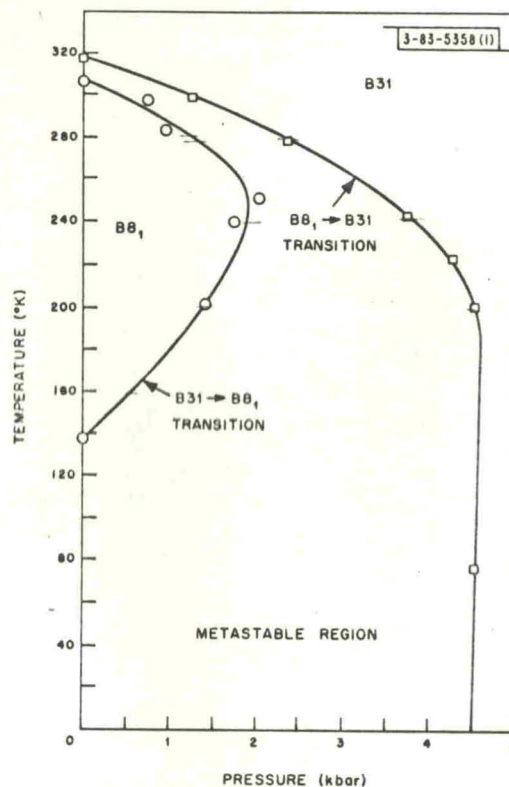 3-83-5358(1)
320
280
240
200
160
120
80
40
0
1
2
3
4
TEMPERATURE (°K)
PRESSURE (kbar)
B31
B8₁
B8₁→B31
TRANSITION
B31→B8₁
TRANSITION
METASTABLE REGION